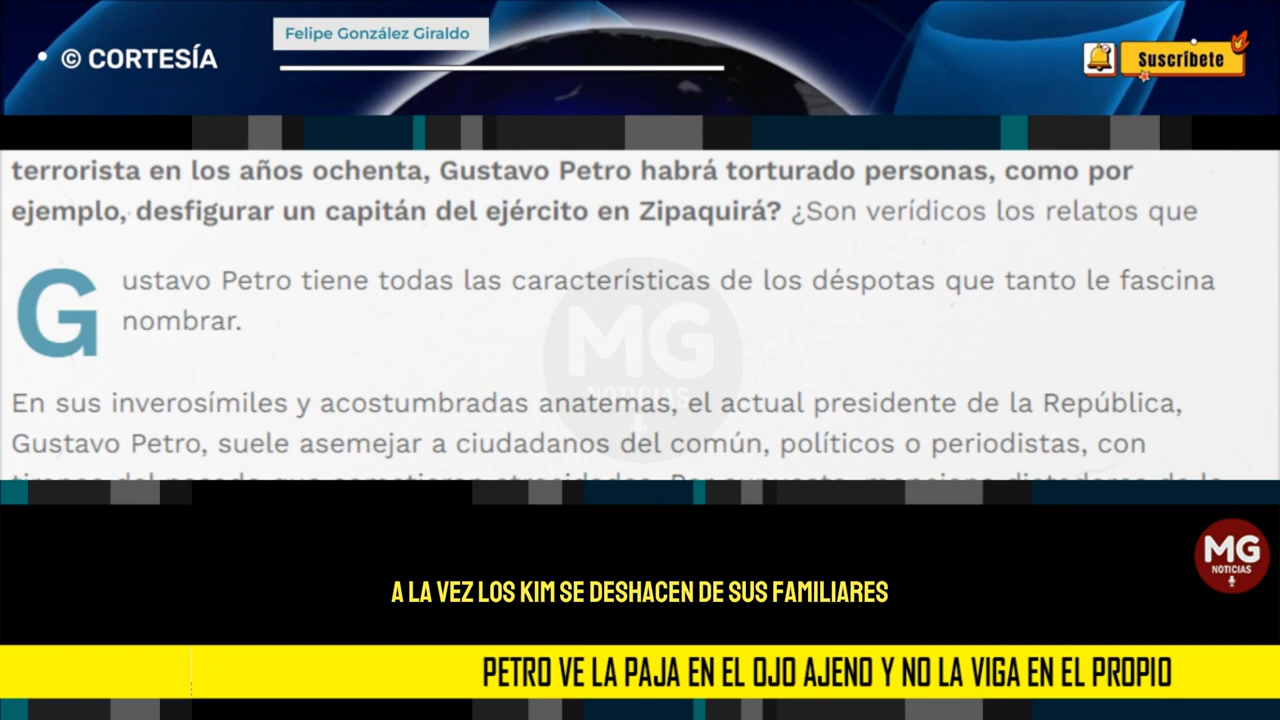 Felipe González Giraldo
© CORTESÍA
Suscríbete
terrorista en los años ochenta, Gustavo Petro habrá torturado personas, como por
ejemplo, desfigurar un capitán del ejército en Zipaquirá? ¿Son verídicos los relatos que
Gustavo Petro tiene todas las características de los déspotas que tanto le fascina
nombrar.
MG
NOTICIAS
En sus inverosímiles y acostumbradas anatemas, el actual presidente de la República,
Gustavo Petro, suele asemejar a ciudadanos del común, políticos o periodistas, con
MG
NOTICIAS
A LA VEZ LOS KIM SE DESHACEN DE SUS FAMILIARES
PETRO VE LA PAJA EN EL OJO AJENO Y NO LA VIGA EN EL PROPIO